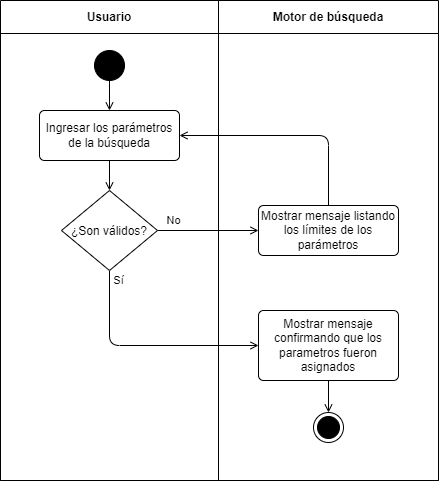 Usuario
Motor de búsqueda
Ingresar los parámetros
de la búsqueda
¿Son válidos?
No
Mostrar mensaje listando
los límites de los
parámetros
Sí
Mostrar mensaje
confirmando que los
parametros fueron
asignados